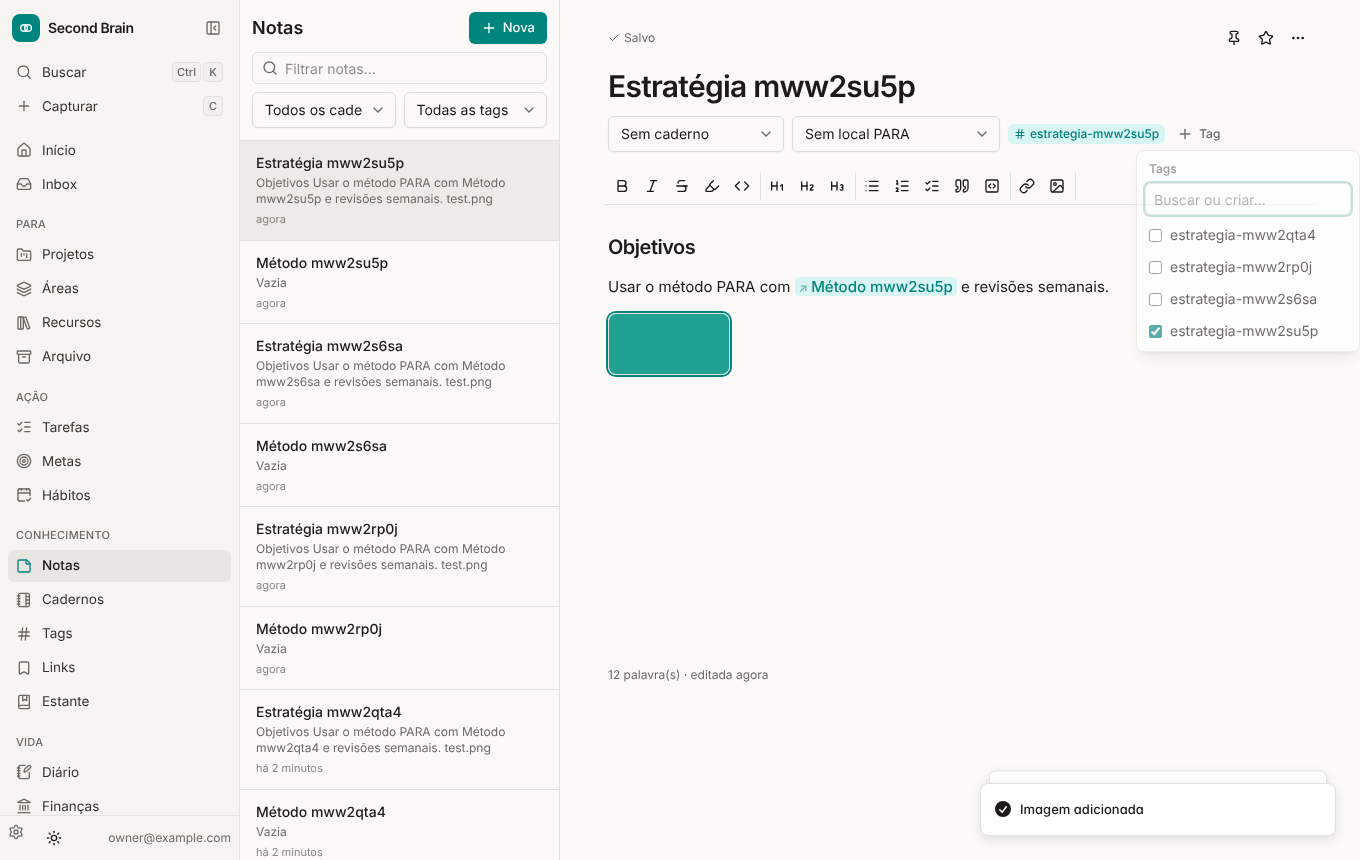 Second Brain
Buscar
Ctrl K
Capturar
C
Início
Inbox
PARA
Projetos
Áreas
Recursos
Arquivo
AÇÃO
Tarefas
Metas
Hábitos
CONHECIMENTO
Notas
Cadernos
Tags
Links
Estante
VIDA
Diário
Finanças
owner@example.com
Notas
Nova
Filtrar notas...
Todos os cade
Todas as tags
Estratégia mww2su5p
Objetivos Usar o método PARA com Método
mww2su5p e revisões semanais. test.png
agora
Método mww2su5p
Vazia
agora
Estratégia mww2s6sa
Objetivos Usar o método PARA com Método
mww2s6sa e revisões semanais. test.png
agora
Método mww2s6sa
Vazia
agora
Estratégia mww2rp0j
Objetivos Usar o método PARA com Método
mww2rp0j e revisões semanais. test.png
agora
Método mww2rp0j
Vazia
agora
Estratégia mww2qta4
Objetivos Usar o método PARA com Método
mww2qta4 e revisões semanais. test.png
há 2 minutos
Método mww2qta4
Vazia
há 2 minutos
Salvo
Estratégia mww2su5p
Sem caderno
Sem local PARA
# estrategia-mww2su5p
+ Tag
B I S H1 H2 H3
Tags
Buscar ou criar...
estrategia-mww2qta4
estrategia-mww2rp0j
estrategia-mww2s6sa
estrategia-mww2su5p
Objetivos
Usar o método PARA com Método mww2su5p e revisões semanais.
12 palavra(s) · editada agora
Imagem adicionada